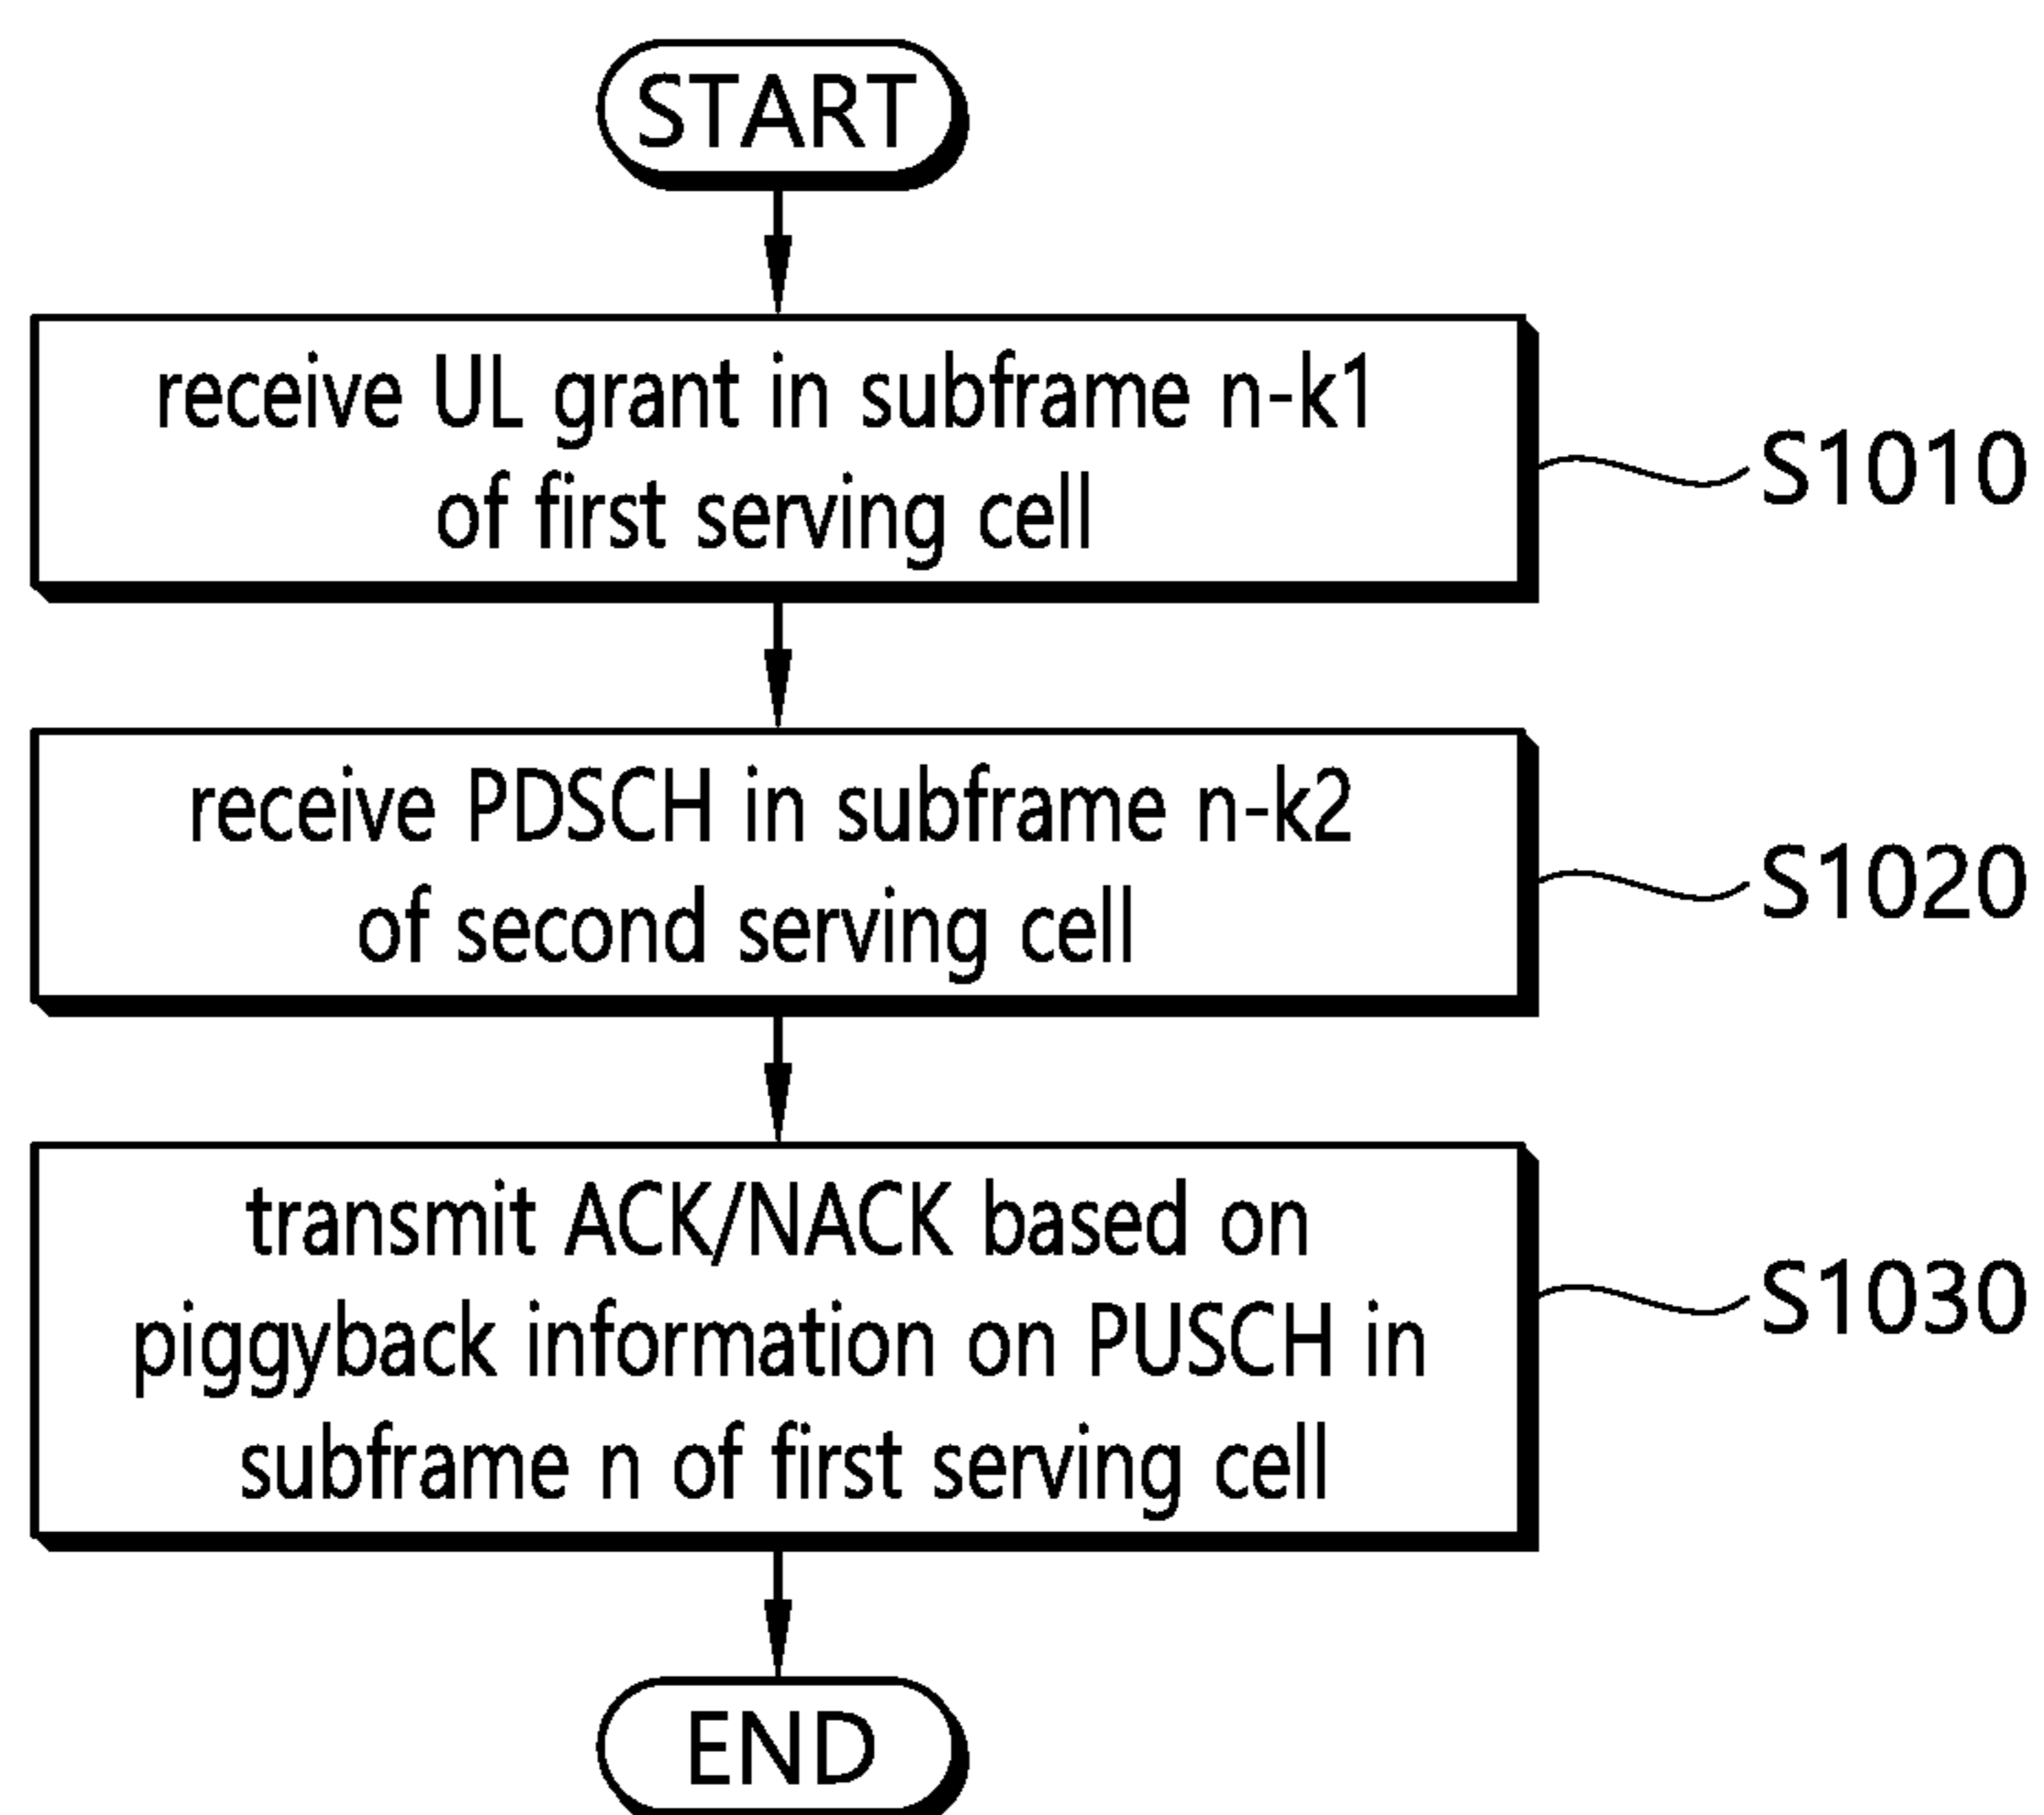 START
receive UL grant in subframe n-k1
of first serving cell
S1010
receive PDSCH in subframe n-k2
of second serving cell
S1020
transmit ACK/NACK based on
piggyback information on PUSCH in
subframe n of first serving cell
S1030
END